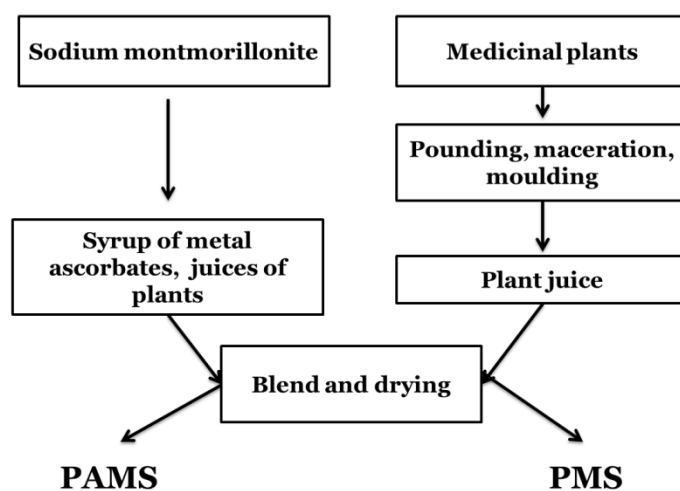 Sodium montmorillonite
Medicinal plants
Pounding, maceration,
moulding
Syrup of metal
ascorbates, juices of
plants
Plant juice
Blend and drying
PAMS
PMS